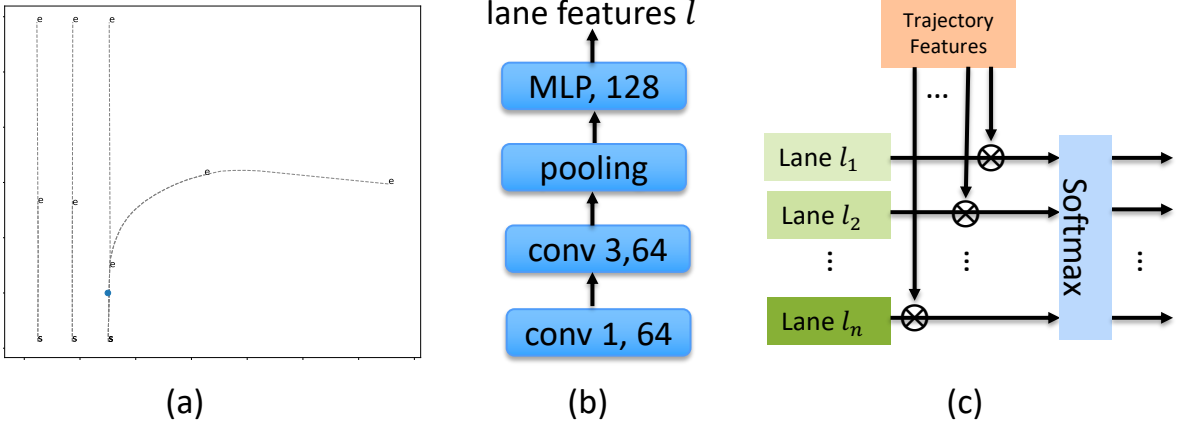 e e e
e
e
e e
e
s s s
(a)
lane features l
MLP, 128
pooling
conv 3,64
conv 1, 64
(b)
Trajectory
Features
...
Lane l₁
Lane l₂
⋮ ⋮ ⋮
Lane lₙ
Softmax
(c)